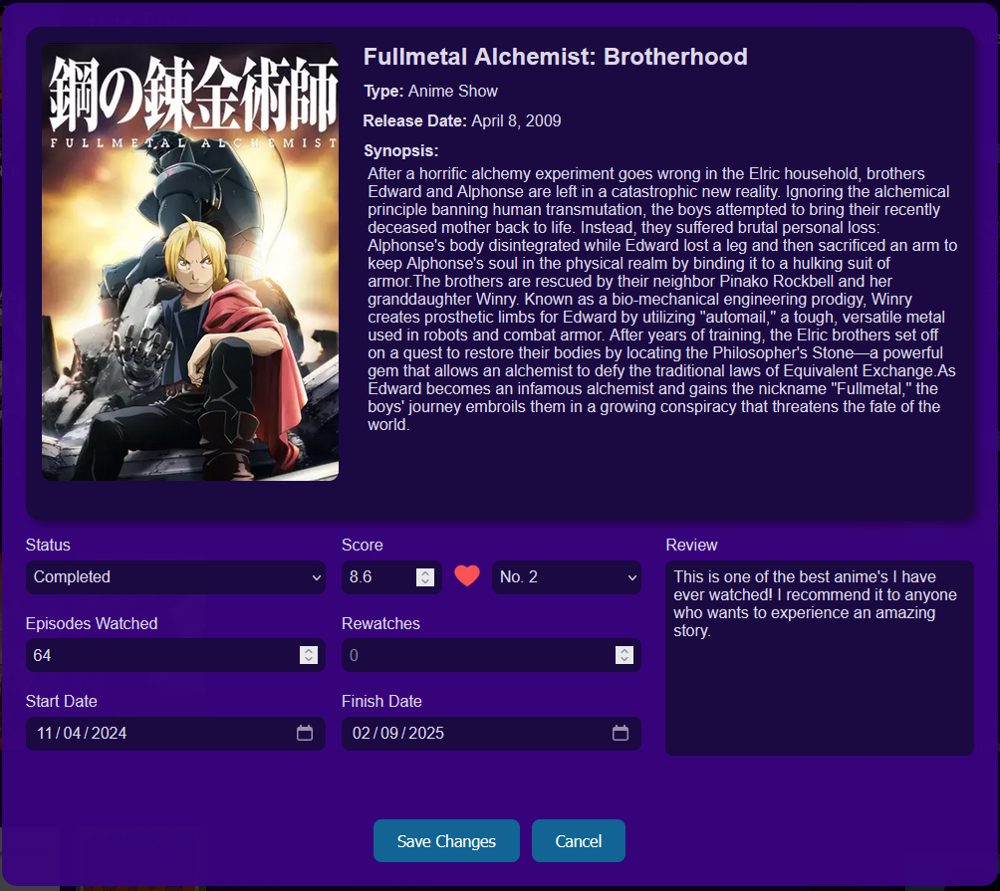 鋼の錬金術師
FULLMETAL ALCHEMIST
Fullmetal Alchemist: Brotherhood
Type: Anime Show
Release Date: April 8, 2009
Synopsis:
After a horrific alchemy experiment goes wrong in the Elric household, brothers
Edward and Alphonse are left in a catastrophic new reality. Ignoring the alchemical
principle banning human transmutation, the boys attempted to bring their recently
deceased mother back to life. Instead, they suffered brutal personal loss:
Alphonse's body disintegrated while Edward lost a leg and then sacrificed an arm to
keep Alphonse's soul in the physical realm by binding it to a hulking suit of
armor.The brothers are rescued by their neighbor Pinako Rockbell and her
granddaughter Winry. Known as a bio-mechanical engineering prodigy, Winry
creates prosthetic limbs for Edward by utilizing "automail," a tough, versatile metal
used in robots and combat armor. After years of training, the Elric brothers set off
on a quest to restore their bodies by locating the Philosopher's Stone—a powerful
gem that allows an alchemist to defy the traditional laws of Equivalent Exchange.As
Edward becomes an infamous alchemist and gains the nickname "Fullmetal," the
boys' journey embroils them in a growing conspiracy that threatens the fate of the
world.
Status
Completed
Score
8.6
No. 2
Episodes Watched
64
Rewatches
0
Start Date
11/04/2024
Finish Date
02/09/2025
Review
This is one of the best anime's I have
ever watched! I recommend it to anyone
who wants to experience an amazing
story.
Save Changes
Cancel